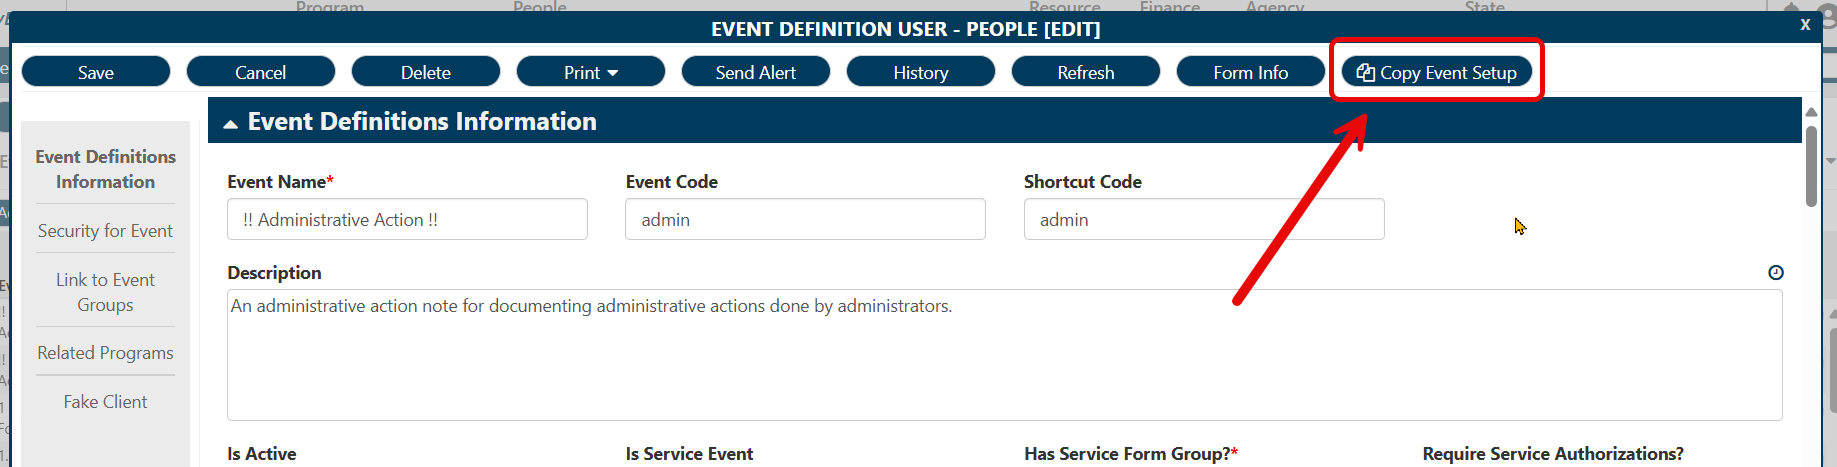 Program People Resource Finance Agency State
EVENT DEFINITION USER - PEOPLE [EDIT] X
Save Cancel Delete Print Send Alert History Refresh Form Info Copy Event Setup
Event Definitions Information
Event Definitions
Information
Security for Event
Link to Event
Groups
Related Programs
Fake Client
Event Name* Event Code Shortcut Code
!! Administrative Action !! admin admin
Description
An administrative action note for documenting administrative actions done by administrators.
Is Active Is Service Event Has Service Form Group?* Require Service Authorizations?